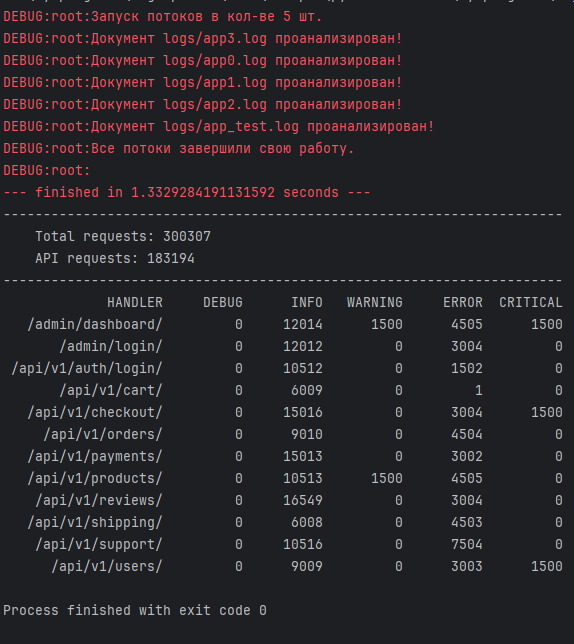 DEBUG:root:Запуск потоков в кол-ве 5 шт.
DEBUG:root:Документ logs/app3.log проанализирован!
DEBUG:root:Документ logs/app0.log проанализирован!
DEBUG:root:Документ logs/app1.log проанализирован!
DEBUG:root:Документ logs/app2.log проанализирован!
DEBUG:root:Документ logs/app_test.log проанализирован!
DEBUG:root:Все потоки завершили свою работу.
DEBUG:root:
--- finished in 1.3329284191131592 seconds ---
----------------------------------------------------------------------
Total requests: 300307
API requests: 183194
----------------------------------------------------------------------
HANDLER DEBUG INFO WARNING ERROR CRITICAL
/admin/dashboard/ 0 12014 1500 4505 1500
/admin/login/ 0 12012 0 3004 0
/api/v1/auth/login/ 0 10512 0 1502 0
/api/v1/cart/ 0 6009 0 1 0
/api/v1/checkout/ 0 15016 0 3004 1500
/api/v1/orders/ 0 9010 0 4504 0
/api/v1/payments/ 0 15013 0 3002 0
/api/v1/products/ 0 10513 1500 4505 0
/api/v1/reviews/ 0 16549 0 3004 0
/api/v1/shipping/ 0 6008 0 4503 0
/api/v1/support/ 0 10516 0 7504 0
/api/v1/users/ 0 9009 0 3003 1500
Process finished with exit code 0